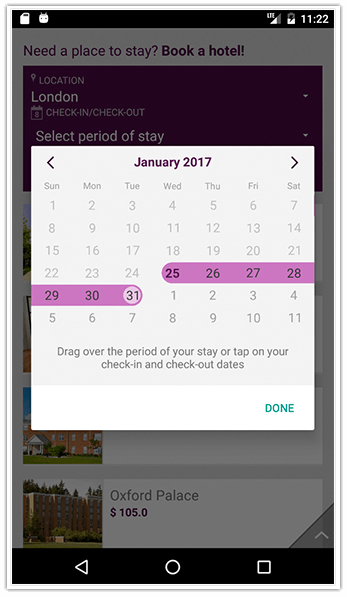 11:22
Need a place to stay? Book a hotel!
LOCATION
London
8 CHECK-IN/CHECK-OUT
Select period of stay
January 2017
Sun Mon Tue Wed Thu Fri Sat
1 2 3 4 5 6 7
8 9 10 11 12 13 14
15 16 17 18 19 20 21
22 23 24 25 26 27 28
29 30 31 1 2 3 4
5 6 7 8 9 10 11
Drag over the period of your stay or tap on your
check-in and check-out dates
DONE
Oxford Palace
$ 105.0